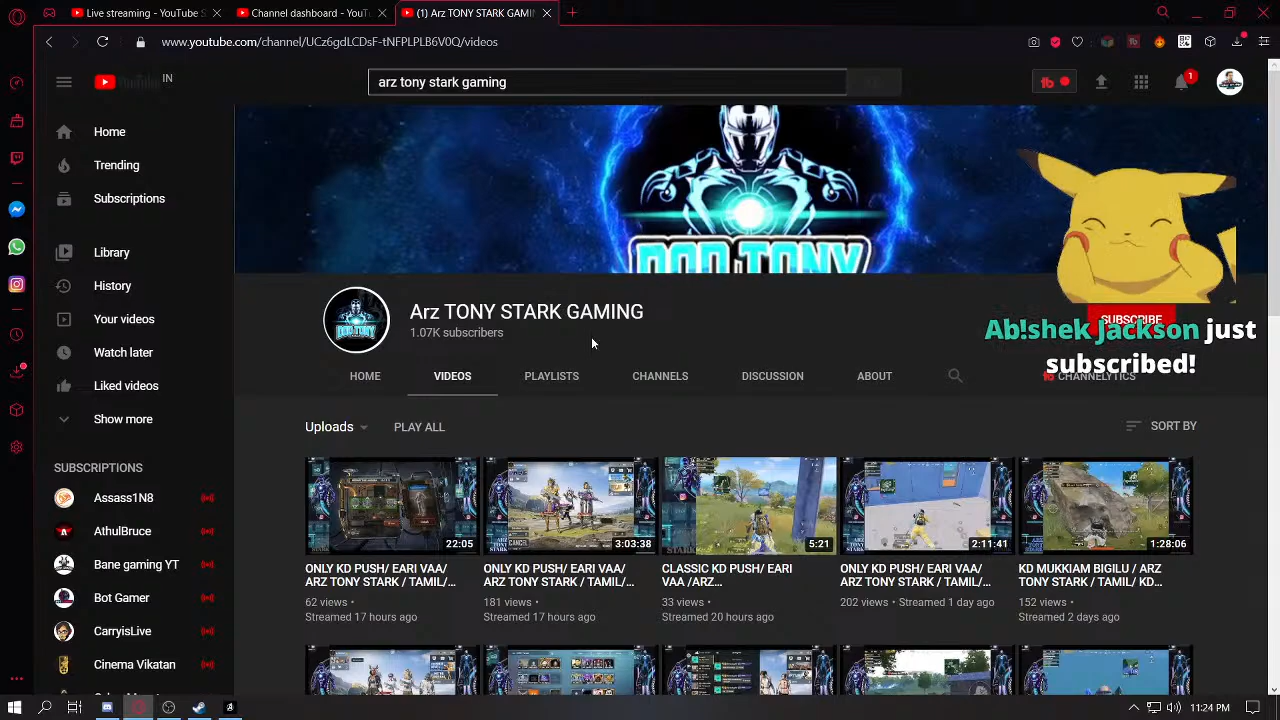 Live streaming - YouTube S
Channel dashboard - YouTu
(1) Arz TONY STARK GAMIN
www.youtube.com/channel/UCz6gdLCDsF-tNFPLPLB6V0Q/videos
IN
arz tony stark gaming
1
Home
Trending
Subscriptions
Library
History
Your videos
Watch later
Liked videos
Show more
SUBSCRIPTIONS
Assass1N8
AthulBruce
Bane gaming YT
Bot Gamer
CarryisLive
Cinema Vikatan
Arz TONY STARK GAMING
1.07K subscribers
SUBSCRIBE
Ab!shek Jackson just
subscribed!
HOME
VIDEOS
PLAYLISTS
CHANNELS
DISCUSSION
ABOUT
CHANNELYTICS
Uploads
PLAY ALL
SORT BY
22:05
3:03:38
5:21
2:11:41
1:28:06
ONLY KD PUSH/ EARI VAA/
ARZ TONY STARK / TAMIL/...
62 views •
Streamed 17 hours ago
ONLY KD PUSH/ EARI VAA/
ARZ TONY STARK / TAMIL/...
181 views •
Streamed 17 hours ago
CLASSIC KD PUSH/ EARI
VAA /ARZ...
33 views •
Streamed 20 hours ago
ONLY KD PUSH/ EARI VAA/
ARZ TONY STARK / TAMIL/...
202 views • Streamed 1 day ago
KD MUKKIAM BIGILU / ARZ
TONY STARK / TAMIL/ KD...
152 views •
Streamed 2 days ago
11:24 PM